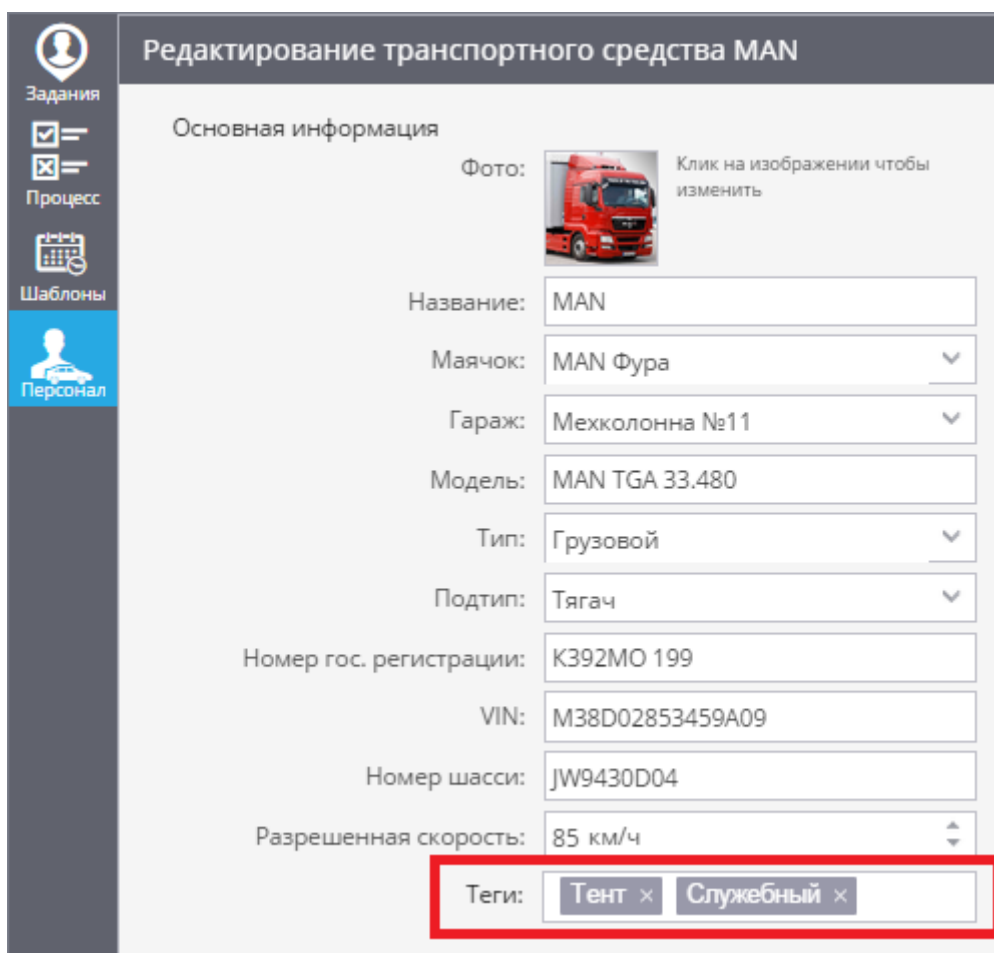 Редактирование транспортного средства MAN
Задания
Процесс
Шаблоны
Персонал
Основная информация
Фото:
Клик на изображении чтобы
изменить
Название: MAN
Маячок: MAN Фура
Гараж: Мехколонна №11
Модель: MAN TGA 33.480
Тип: Грузовой
Подтип: Тягач
Номер гос. регистрации: К392МО 199
VIN: M38D02853459A09
Номер шасси: JW9430D04
Разрешенная скорость: 85 км/ч
Теги: Тент × Служебный ×